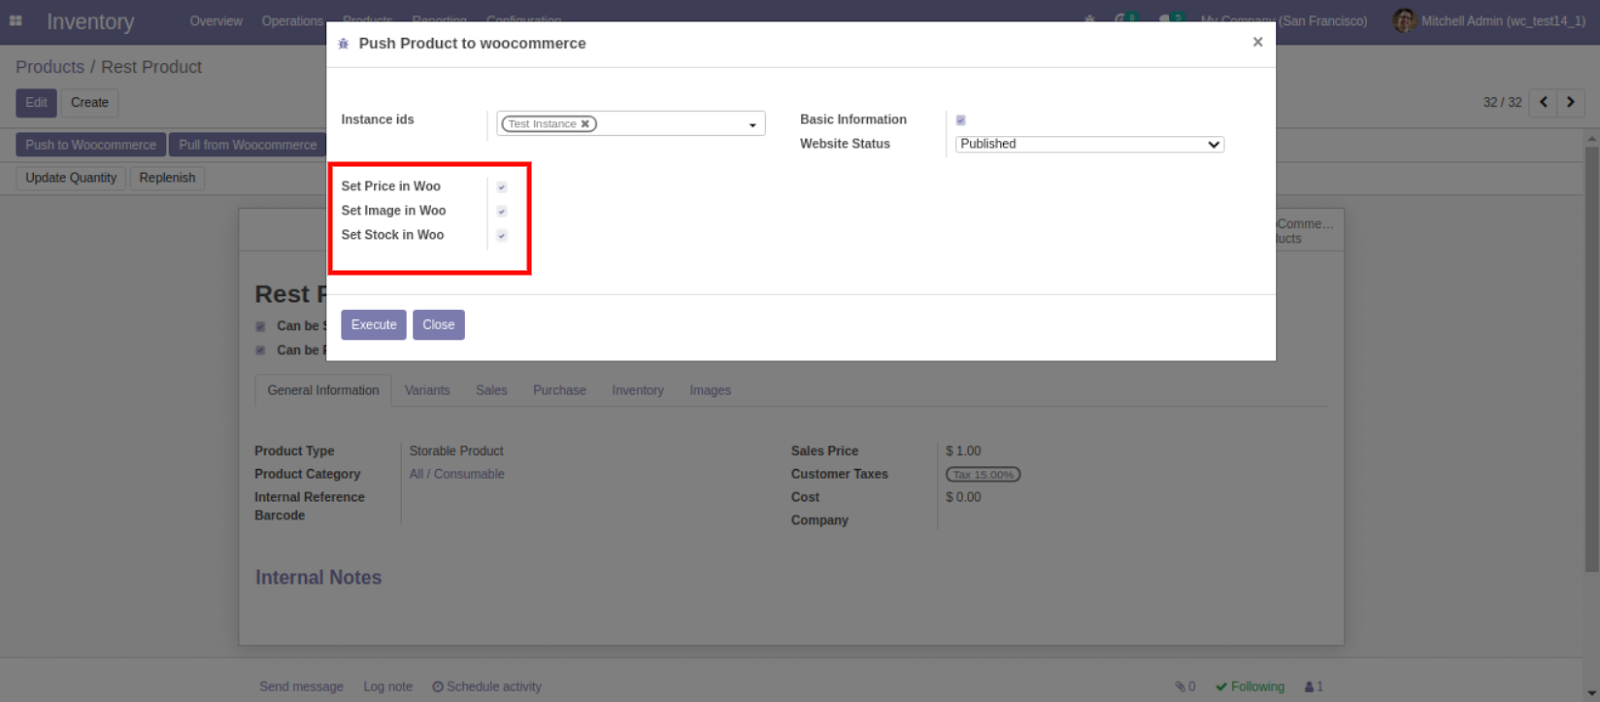 Inventory Overview Operations Products Reporting Configuration My Company (San Francisco) Mitchell Admin (wc_test14_1)
Push Product to woocommerce ×
Products / Rest Product
Edit Create 32 / 32
Instance ids Test Instance ✖ Basic Information
Website Status Published
Push to Woocommerce Pull from Woocommerce
Update Quantity Replenish
Set Price in Woo
Set Image in Woo
Set Stock in Woo
Rest
Execute Close
Can be
Can be
General Information Variants Sales Purchase Inventory Images
Product Type Storable Product Sales Price $ 1.00
Product Category All / Consumable Customer Taxes Tax 15.00%
Internal Reference Cost $ 0.00
Barcode Company
Internal Notes
Send message Log note Schedule activity 0 Following 1